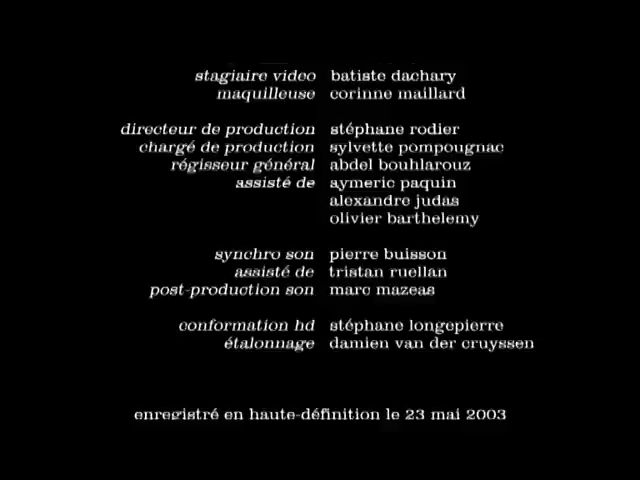 stagiaire video batiste dachary
maquilleuse corinne maillard
directeur de production stéphane rodier
chargé de production sylvette pompougnac
régisseur général abdel bouhlarouz
assisté de aymeric paquin
alexandre judas
olivier barthelemy
synchro son pierre buisson
assisté de tristan ruellan
post-production son marc mazeas
conformation hd stéphane longepierre
étalonnage damien van der cruyssen
enregistré en haute-définition le 23 mai 2003